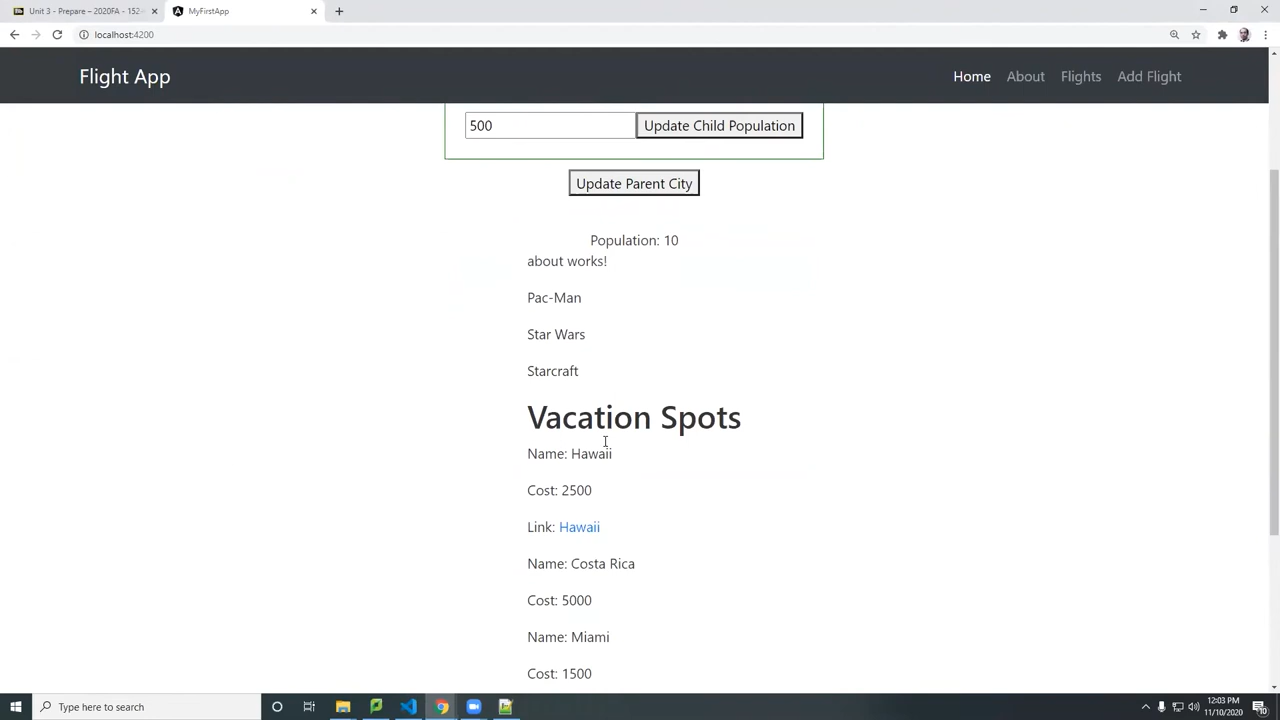 Unit 3 - Prepare – 2020FA - 152-
MyFirstApp
localhost:4200
Flight App
Home
About
Flights
Add Flight
500
Update Child Population
Update Parent City
Population: 10
about works!
Pac-Man
Star Wars
Starcraft
Vacation Spots
Name: Hawaii
Cost: 2500
Link: Hawaii
Name: Costa Rica
Cost: 5000
Name: Miami
Cost: 1500
Type here to search
12:03 PM
11/10/2020